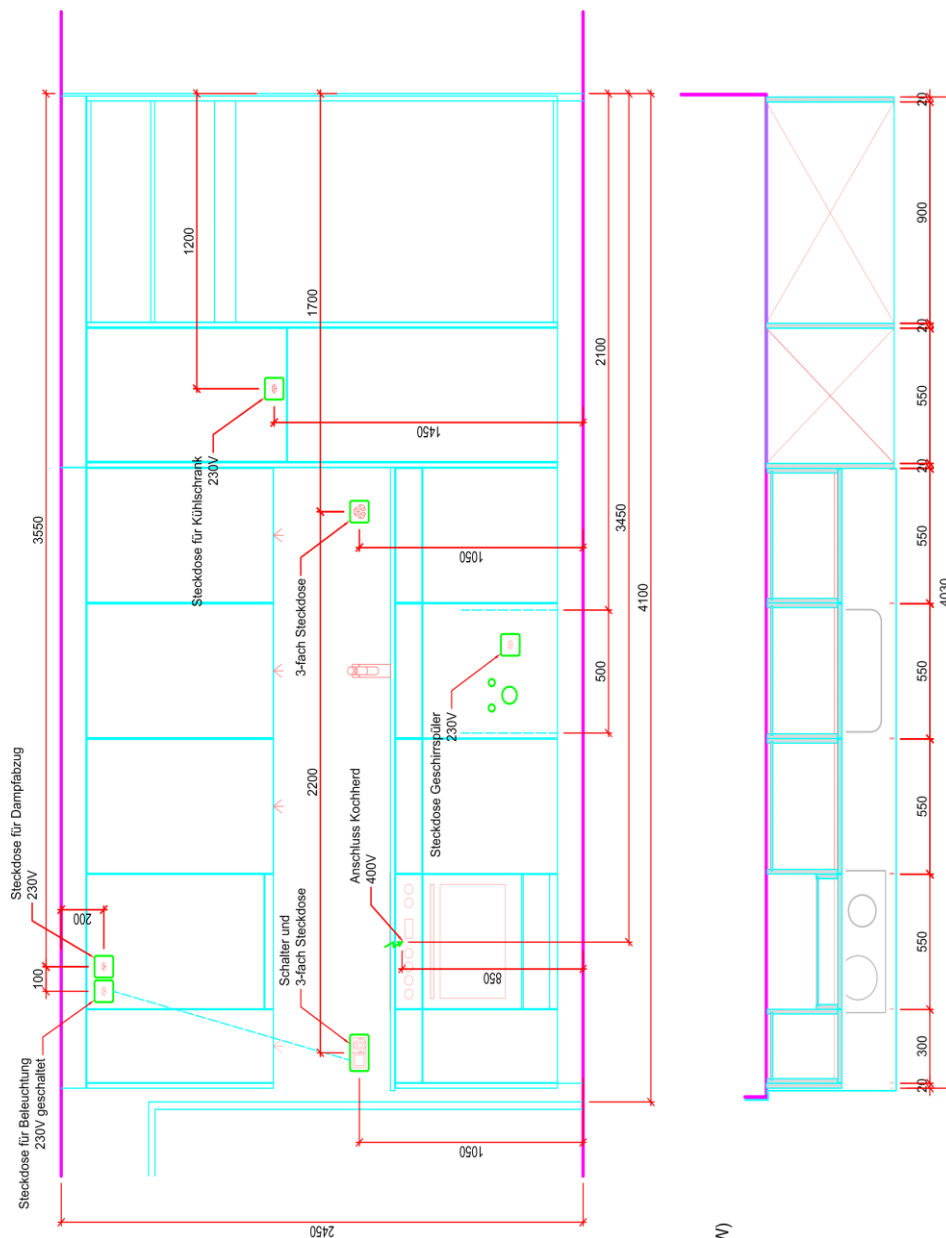 Steckdose für Beleuchtung
230V geschaltet
Steckdose für Dampfabzug
230V
Schalter und
3-fach Steckdose
Anschluss Kochherd
400V
Steckdose Geschirrspüler
230V
3-fach Steckdose
Steckdose für Kühlschrank
230V
3550
100
200
1200
1700
2200
1450
1050
1050
850
2100
500
3450
4100
2450
20
300
550
550
550
550
20
550
20
900
20
4030
W)